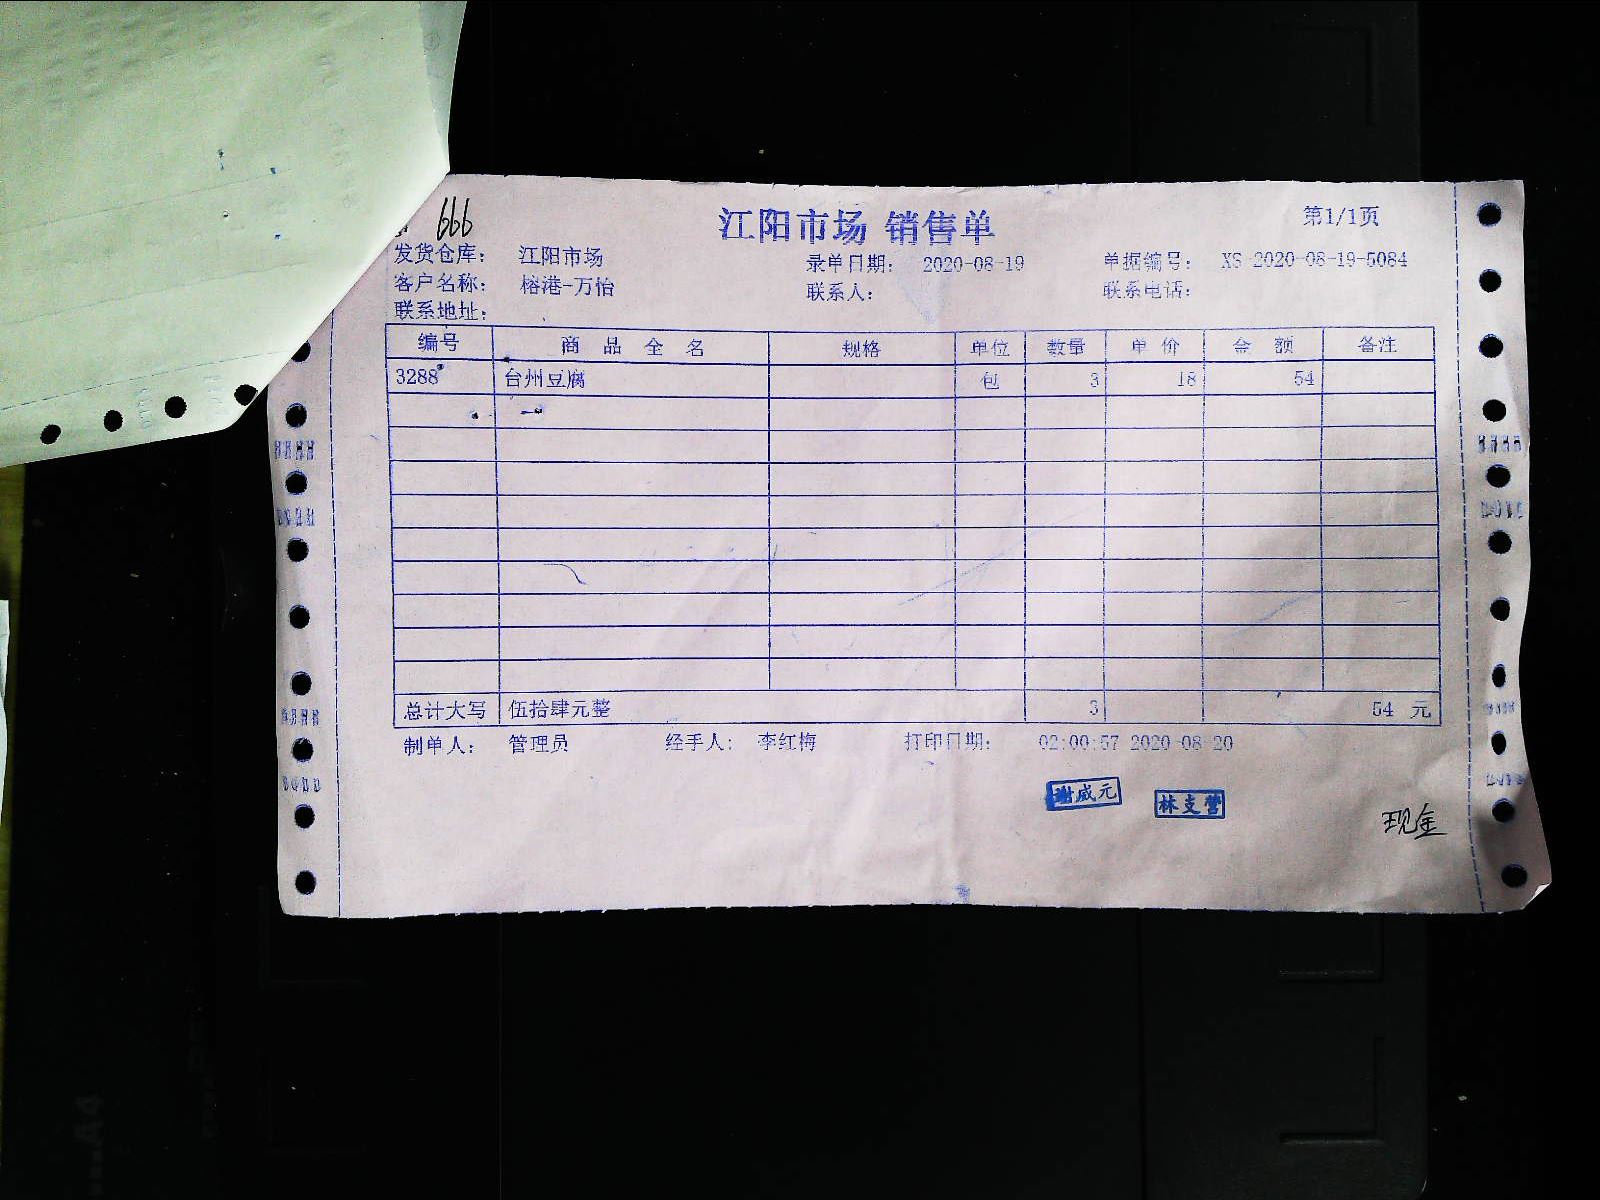 666
江阳市场 销售单 第1/1页
发货仓库： 江阳市场 录单日期： 2020-08-19 单据编号： XS-2020-08-19-5084
客户名称： 榕港-万怡 联系人： 联系电话：
联系地址：
编号 商品全名 规格 单位 数量 单价 金额 备注
3288 台州豆腐 包 3 18 54
总计大写 伍拾肆元整 3 54 元
制单人： 管理员 经手人： 李红梅 打印日期： 02:00:57 2020-08-20
谢威元 林支营
现金